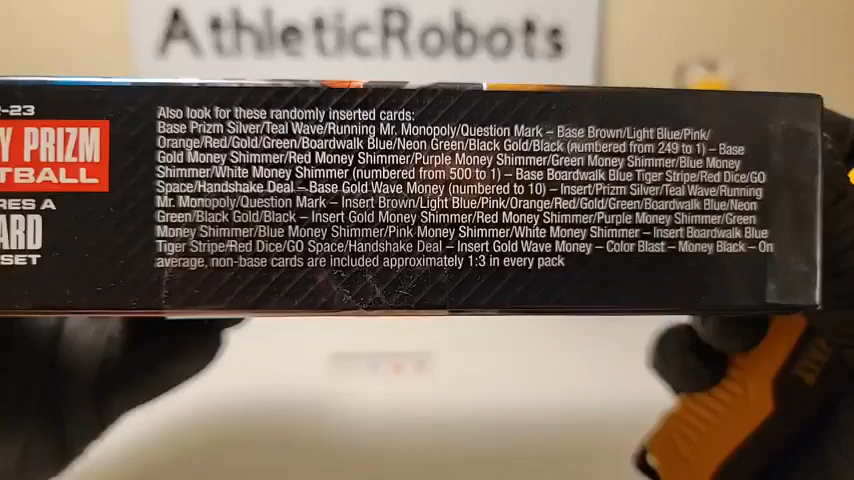 AthleticRobots
-23
Y PRIZM
TBALL
RES A
ARD
SET
Also look for these randomly inserted cards:
Base Prizm Silver/Teal Wave/Running Mr. Monopoly/Question Mark – Base Brown/Light Blue/Pink/
Orange/Red/Gold/Green/Boardwalk Blue/Neon Green/Black Gold/Black (numbered from 249 to 1) – Base
Gold Money Shimmer/Red Money Shimmer/Purple Money Shimmer/Green Money Shimmer/Blue Money
Shimmer/White Money Shimmer (numbered from 500 to 1) – Base Boardwalk Blue Tiger Stripe/Red Dice/GO
Space/Handshake Deal – Base Gold Wave Money (numbered to 10) – Insert/Prizm Silver/Teal Wave/Running
Mr. Monopoly/Question Mark – Insert Brown/Light Blue/Pink/Orange/Red/Gold/Green/Boardwalk Blue/Neon
Green/Black Gold/Black – Insert Gold Money Shimmer/Red Money Shimmer/Purple Money Shimmer/Green
Money Shimmer/Blue Money Shimmer/Pink Money Shimmer/White Money Shimmer – Insert Boardwalk Blue
Tiger Stripe/Red Dice/GO Space/Handshake Deal – Insert Gold Wave Money – Color Blast – Money Black – On
average, non-base cards are included approximately 1:3 in every pack